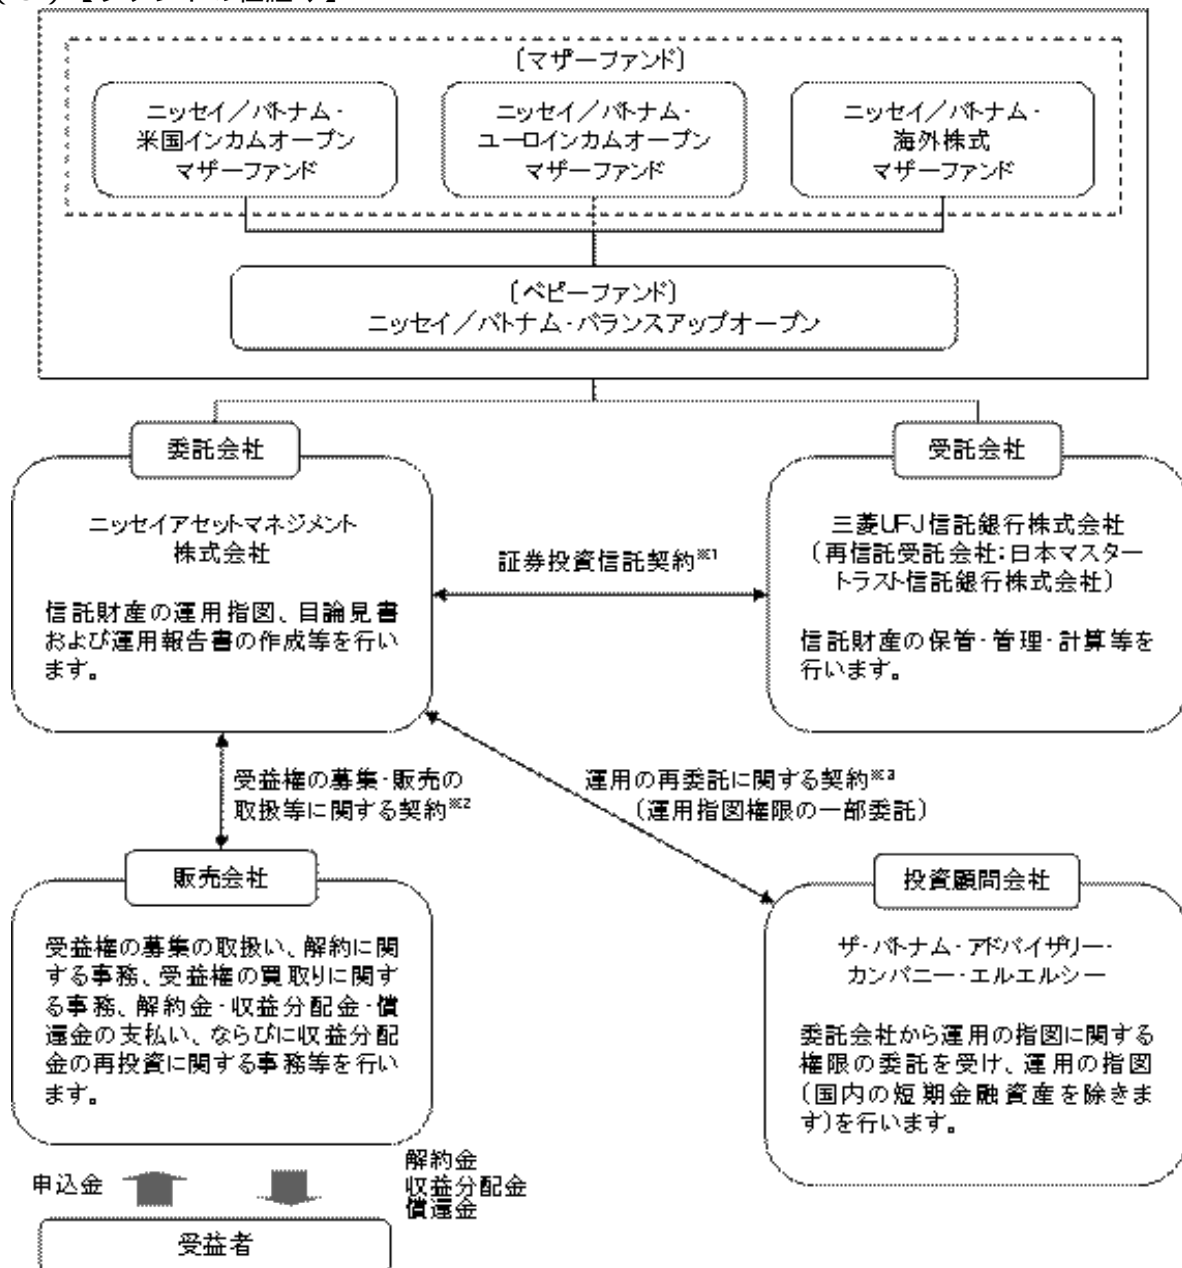 〔マザーファンド〕
ニッセイ／パトナム・
米国インカムオープン
マザーファンド
ニッセイ／パトナム・
ユーロインカムオープン
マザーファンド
ニッセイ／パトナム・
海外株式
マザーファンド
〔ベビーファンド〕
ニッセイ／パトナム・バランスアップオープン
委託会社
ニッセイアセットマネジメント
株式会社
信託財産の運用指図、目論見書
および運用報告書の作成等を行い
ます。
証券投資信託契約※1
受託会社
三菱UFJ信託銀行株式会社
（再信託受託会社：日本マスター
トラスト信託銀行株式会社）
信託財産の保管・管理・計算等を
行います。
受益権の募集・販売の
取扱等に関する契約※2
運用の再委託に関する契約※3
（運用指図権限の一部委託）
販売会社
受益権の募集の取扱い、解約に関
する事務、受益権の買取りに関す
る事務、解約金・収益分配金・償
還金の支払い、ならびに収益分配
金の再投資に関する事務等を行い
ます。
投資顧問会社
ザ・パトナム・アドバイザリー・
カンパニー・エルエルシー
委託会社から運用の指図に関する
権限の委託を受け、運用の指図
（国内の短期金融資産を除きま
す）を行います。
申込金
解約金
収益分配金
償還金
受益者